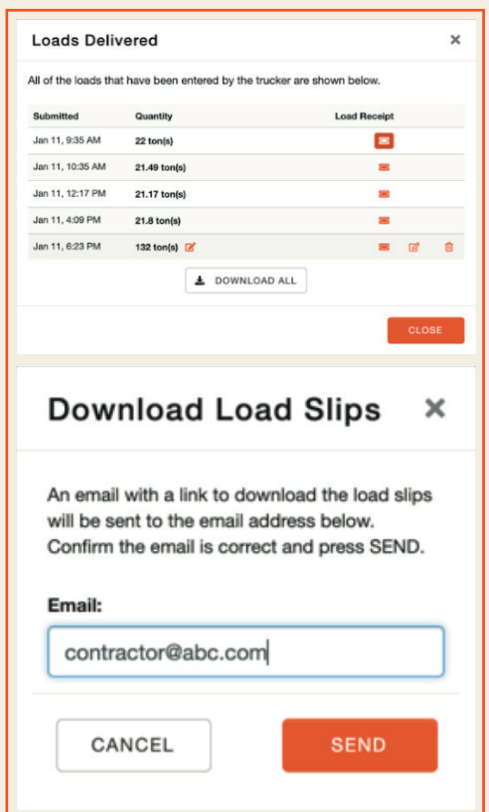 Loads Delivered
All of the loads that have been entered by the trucker are shown below.
Submitted Quantity Load Receipt
Jan 11, 9:35 AM 22 ton(s)
Jan 11, 10:35 AM 21.49 ton(s)
Jan 11, 12:17 PM 21.17 ton(s)
Jan 11, 4:09 PM 21.8 ton(s)
Jan 11, 6:23 PM 132 ton(s)
DOWNLOAD ALL
CLOSE
Download Load Slips
An email with a link to download the load slips
will be sent to the email address below.
Confirm the email is correct and press SEND.
Email:
contractor@abc.com
CANCEL SEND